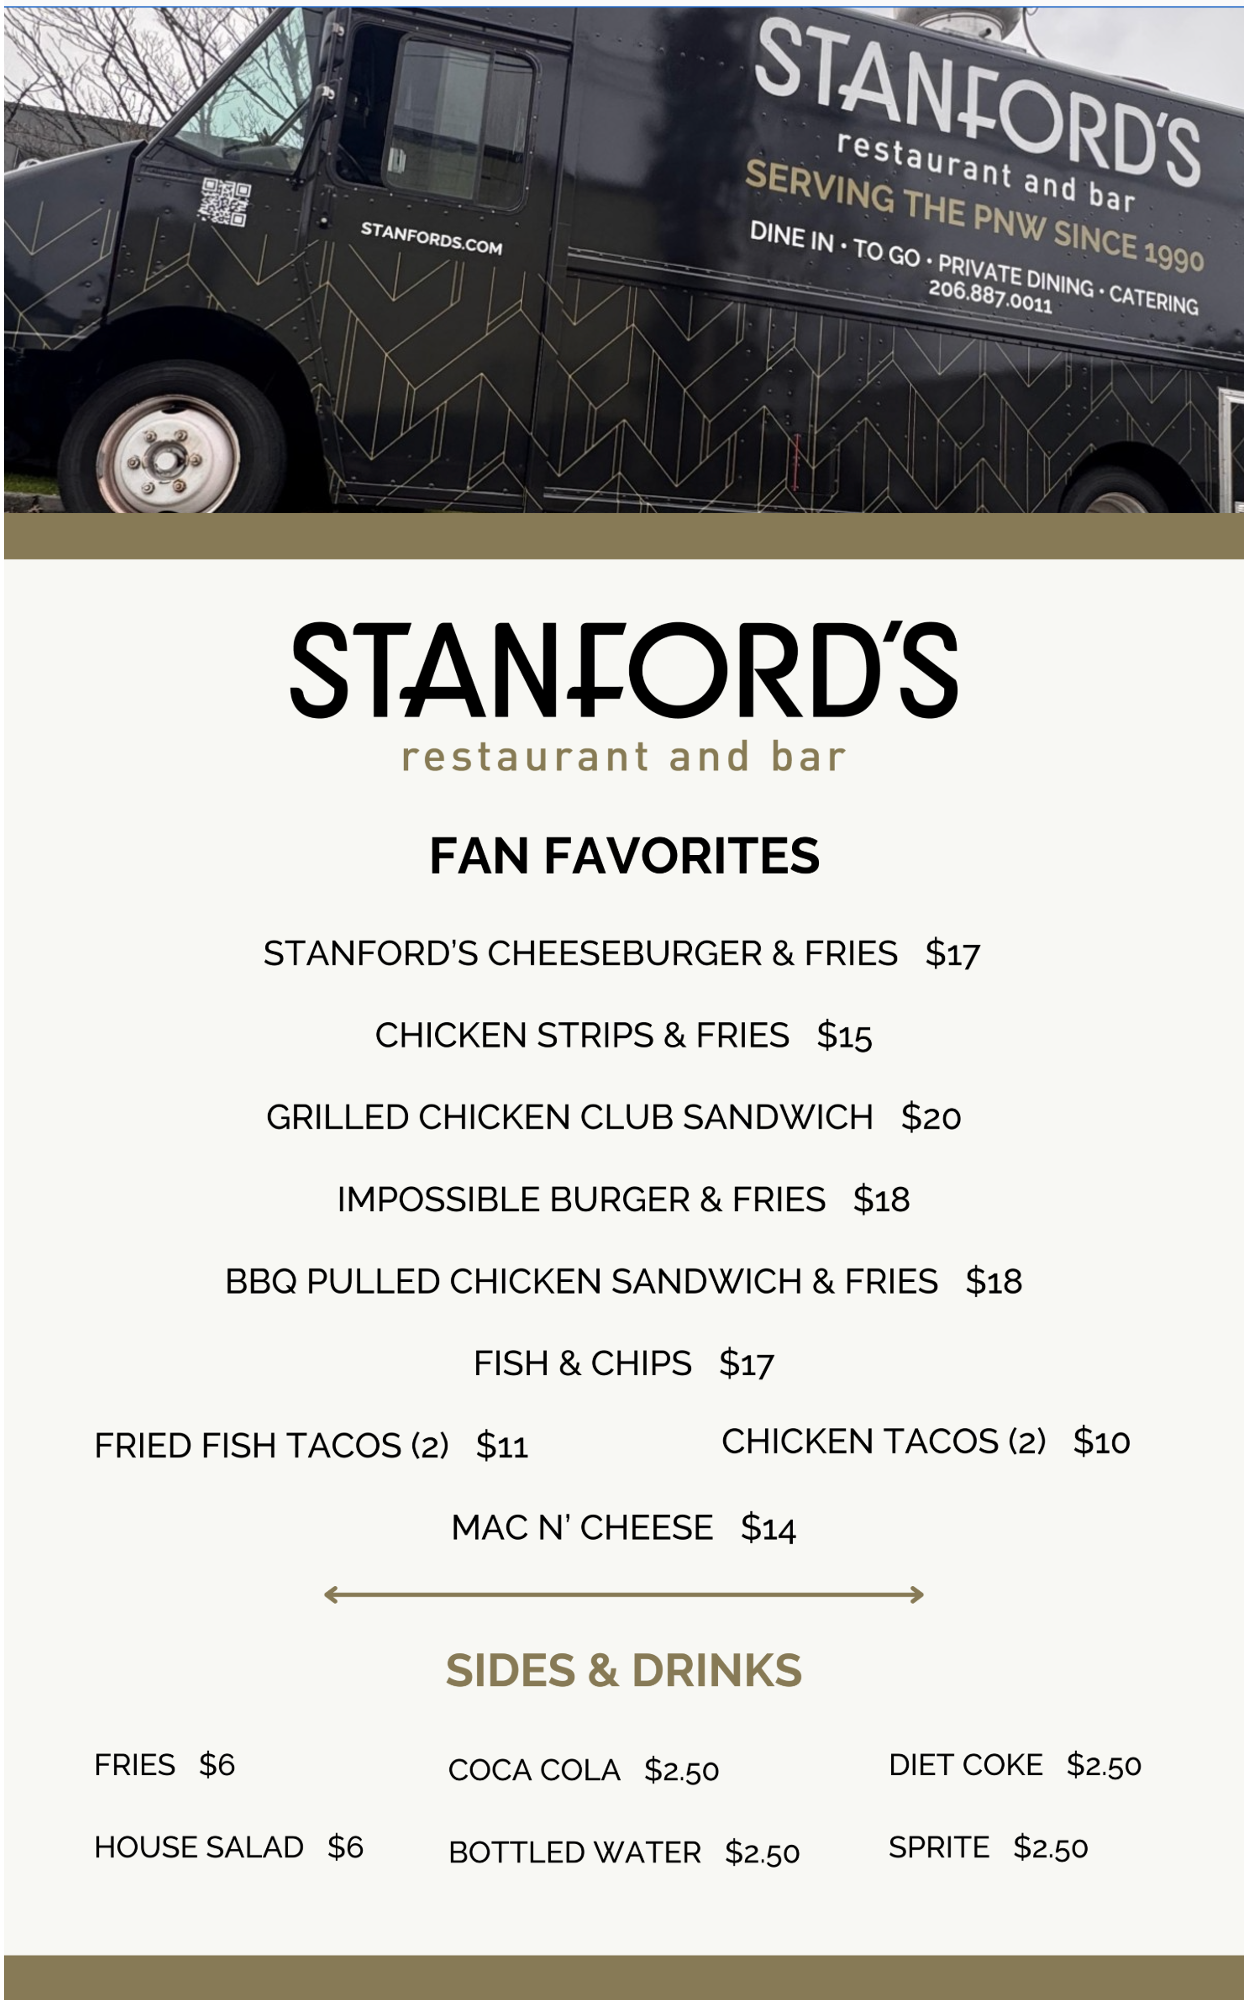 STANFORD'S
restaurant and bar
SERVING THE PNW SINCE 1990
DINE IN • TO GO • PRIVATE DINING • CATERING
206.887.0011
STANFORDS.COM
STANFORD'S
restaurant and bar
FAN FAVORITES
STANFORD'S CHEESEBURGER & FRIES $17
CHICKEN STRIPS & FRIES $15
GRILLED CHICKEN CLUB SANDWICH $20
IMPOSSIBLE BURGER & FRIES $18
BBQ PULLED CHICKEN SANDWICH & FRIES $18
FISH & CHIPS $17
FRIED FISH TACOS (2) $11
CHICKEN TACOS (2) $10
MAC N' CHEESE $14
SIDES & DRINKS
FRIES $6
COCA COLA $2.50
DIET COKE $2.50
HOUSE SALAD $6
BOTTLED WATER $2.50
SPRITE $2.50